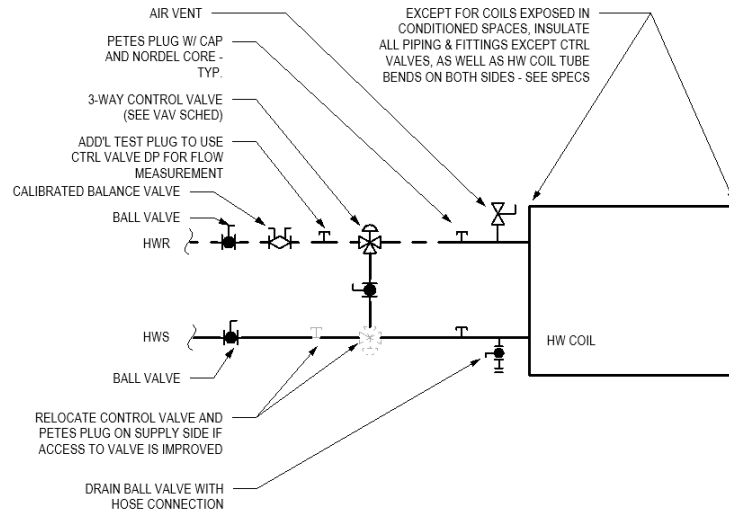 AIR VENT
PETES PLUG W/ CAP
AND NORDEL CORE -
TYP.
3-WAY CONTROL VALVE
(SEE VAV SCHED)
ADD'L TEST PLUG TO USE
CTRL VALVE DP FOR FLOW
MEASUREMENT
CALIBRATED BALANCE VALVE
BALL VALVE
HWR
HWS
BALL VALVE
RELOCATE CONTROL VALVE AND
PETES PLUG ON SUPPLY SIDE IF
ACCESS TO VALVE IS IMPROVED
DRAIN BALL VALVE WITH
HOSE CONNECTION
EXCEPT FOR COILS EXPOSED IN
CONDITIONED SPACES, INSULATE
ALL PIPING & FITTINGS EXCEPT CTRL
VALVES, AS WELL AS HW COIL TUBE
BENDS ON BOTH SIDES - SEE SPECS
HW COIL